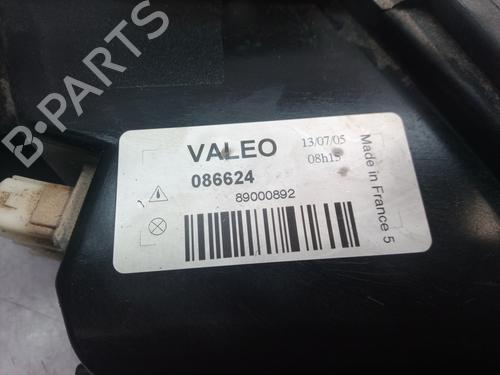 VALEO
13/07/05
08h15
086624
89000892
Made in France 5
B-PARTS